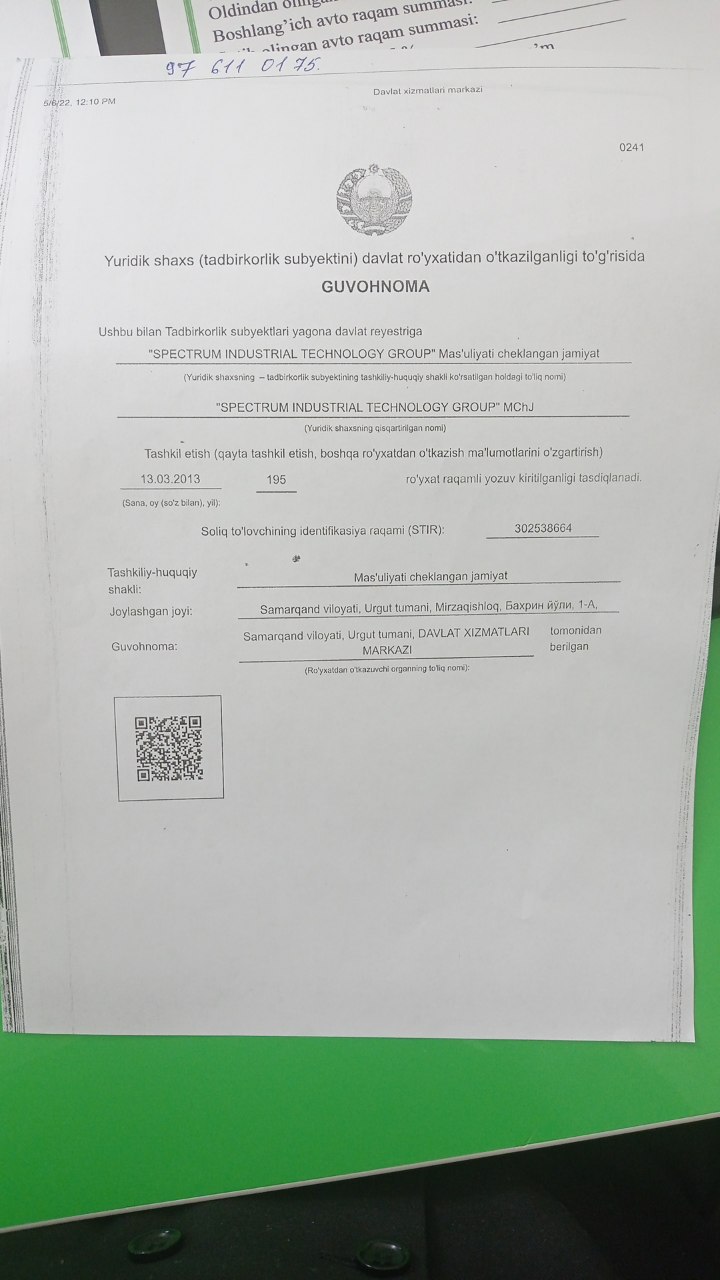 Oldindan
Boshlang'ich avto raqam summasi:
olingan avto raqam summasi:
97 611 01 75.
5/6/22, 12:10 PM
Davlat xizmatlari markazi
0241
Yuridik shaxs (tadbirkorlik subyektini) davlat ro'yxatidan o'tkazilganligi to'g'risida
GUVOHNOMA
Ushbu bilan Tadbirkorlik subyektlari yagona davlat reyestriga
"SPECTRUM INDUSTRIAL TECHNOLOGY GROUP" Mas'uliyati cheklangan jamiyat
(Yuridik shaxsning – tadbirkorlik subyektining tashkiliy-huquqiy shakli ko'rsatilgan holdagi to'liq nomi)
"SPECTRUM INDUSTRIAL TECHNOLOGY GROUP" MChJ
(Yuridik shaxsning qisqartirilgan nomi)
Tashkil etish (qayta tashkil etish, boshqa ro'yxatdan o'tkazish ma'lumotlarini o'zgartirish)
13.03.2013 195 ro'yxat raqamli yozuv kiritilganligi tasdiqlanadi.
(Sana, oy (so'z bilan), yil):
Soliq to'lovchining identifikasiya raqami (STIR): 302538664
Tashkiliy-huquqiy
shakli:
Mas'uliyati cheklangan jamiyat
Joylashgan joyi: Samarqand viloyati, Urgut tumani, Mirzaqishloq, Бахрин йўли, 1-А,
Guvohnoma:
Samarqand viloyati, Urgut tumani, DAVLAT XIZMATLARI
MARKAZI
tomonidan
berilgan
(Ro'yxatdan o'tkazuvchi organning to'liq nomi):